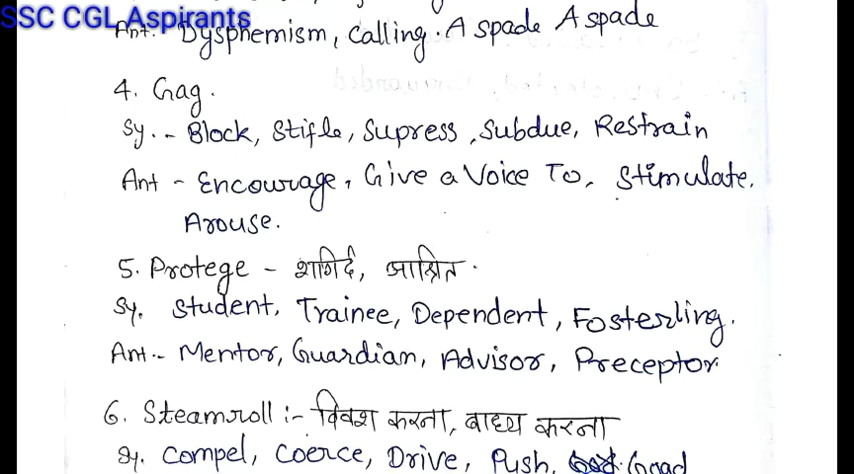 SSC CGL Aspirants
Ant. Dysphemism, calling. A spade A spade
4. Gag.
Sy. - Block, Stifle, Supress, Subdue, Restrain
Ant - Encourage, Give a Voice To, Stimulate,
Arouse.
5. Protege - शागिर्द, आश्रित.
Sy. Student, Trainee, Dependent, Fosterling.
Ant.- Mentor, Guardian, Advisor, Preceptor
6. Steamroll :- विवश करना, बाध्य करना
Sy. Compel, Coerce, Drive, Push, Goad